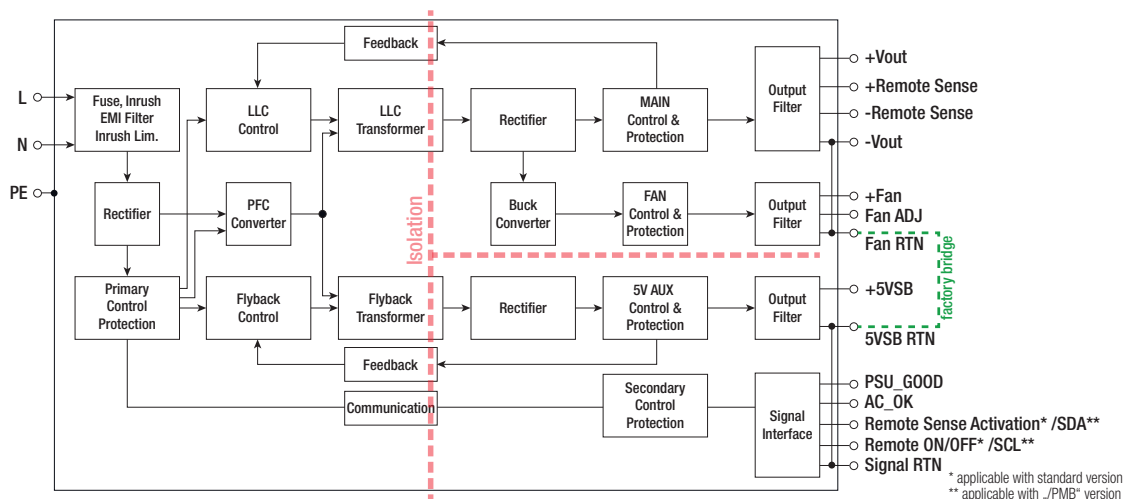 Feedback
L
N
PE
Fuse, Inrush
EMI Filter
Inrush Lim.
LLC
Control
LLC
Transformer
Rectifier
MAIN
Control &
Protection
Output
Filter
+Vout
+Remote Sense
-Remote Sense
-Vout
Rectifier
PFC
Converter
Isolation
Buck
Converter
FAN
Control &
Protection
Output
Filter
+Fan
Fan ADJ
Fan RTN
factory bridge
Primary
Control
Protection
Flyback
Control
Flyback
Transformer
Rectifier
5V AUX
Control &
Protection
Output
Filter
+5VSB
5VSB RTN
Feedback
Communication
Secondary
Control
Protection
Signal
Interface
PSU_GOOD
AC_OK
Remote Sense Activation* /SDA**
Remote ON/OFF* /SCL**
Signal RTN
* applicable with standard version
** applicable with „/PMB“ version